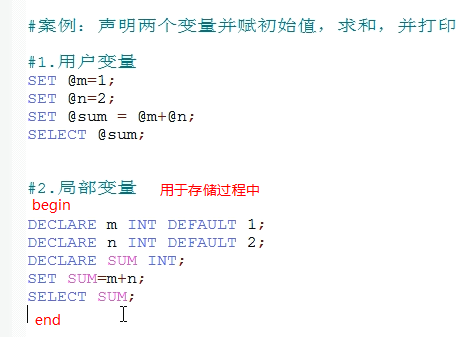 #案例：声明两个变量并赋初始值，求和，并打印
#1.用户变量
SET @m=1;
SET @n=2;
SET @sum = @m+@n;
SELECT @sum;
#2.局部变量 用于存储过程中
begin
DECLARE m INT DEFAULT 1;
DECLARE n INT DEFAULT 2;
DECLARE SUM INT;
SET SUM=m+n;
SELECT SUM;
end